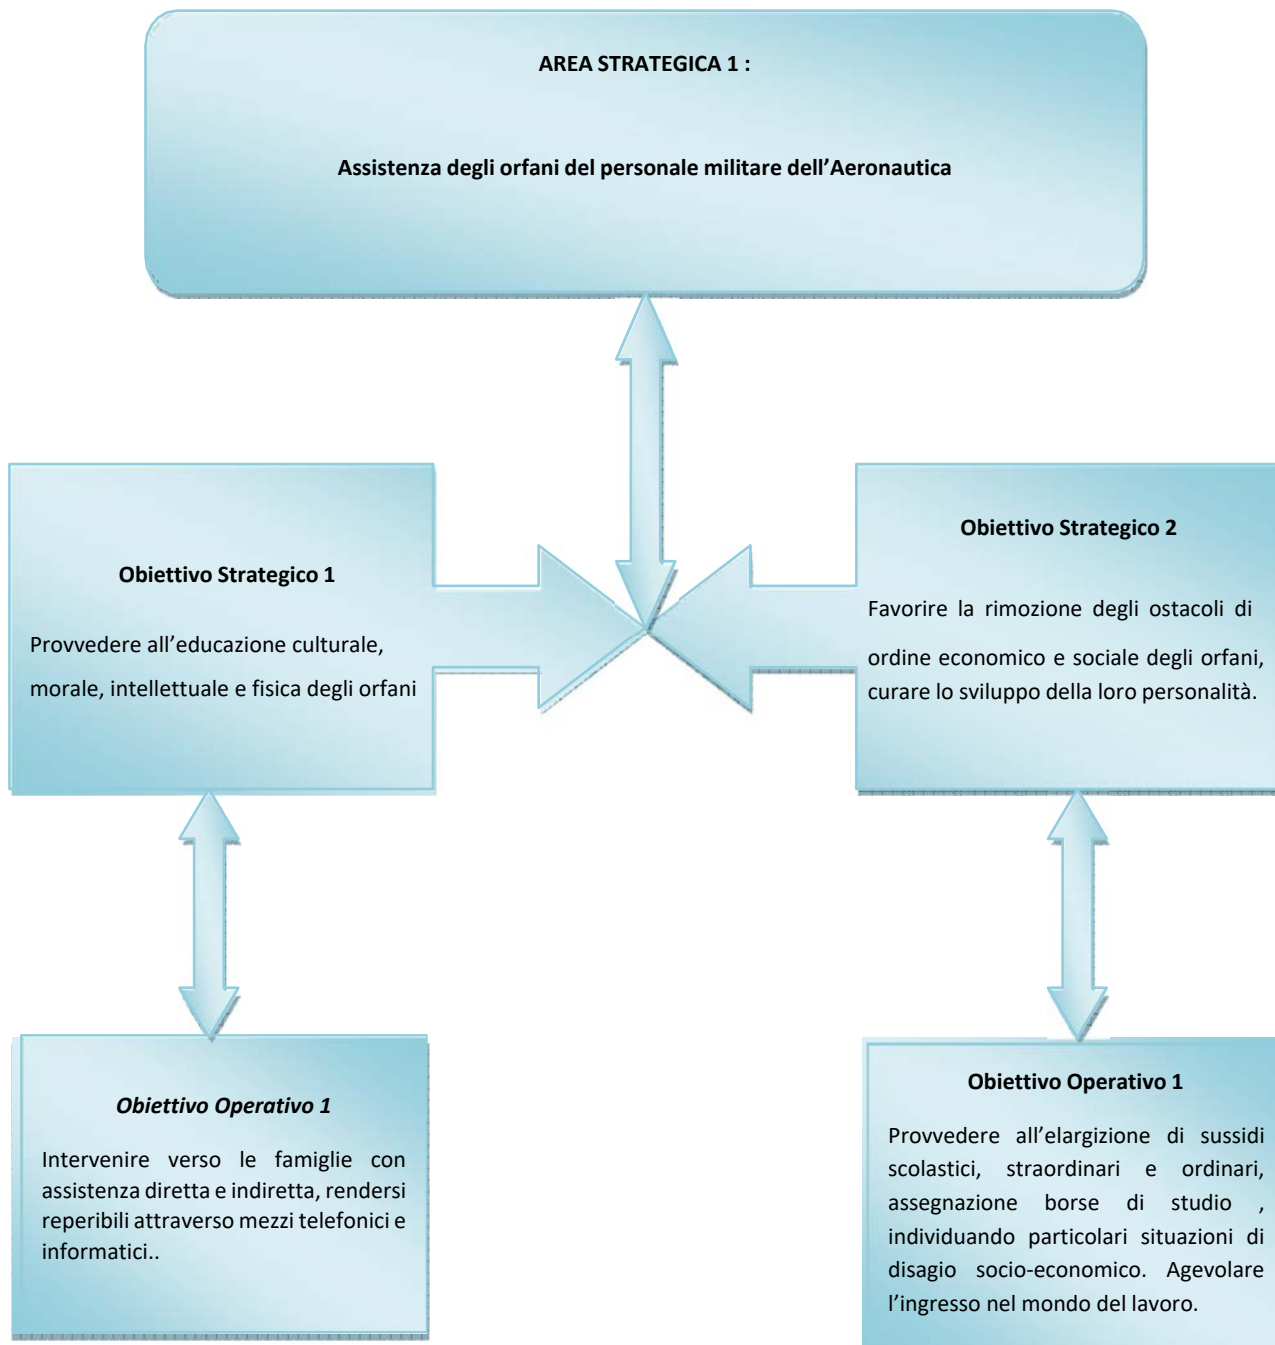 AREA STRATEGICA 1 :
Assistenza degli orfani del personale militare dell’Aeronautica
Obiettivo Strategico 1
Provvedere all’educazione culturale,
morale, intellettuale e fisica degli orfani
Obiettivo Strategico 2
Favorire la rimozione degli ostacoli di
ordine economico e sociale degli orfani,
curare lo sviluppo della loro personalità.
Obiettivo Operativo 1
Intervenire verso le famiglie con
assistenza diretta e indiretta, rendersi
reperibili attraverso mezzi telefonici e
informatici..
Obiettivo Operativo 1
Provvedere all’elargizione di sussidi
scolastici, straordinari e ordinari,
assegnazione borse di studio ,
individuando particolari situazioni di
disagio socio-economico. Agevolare
l’ingresso nel mondo del lavoro.